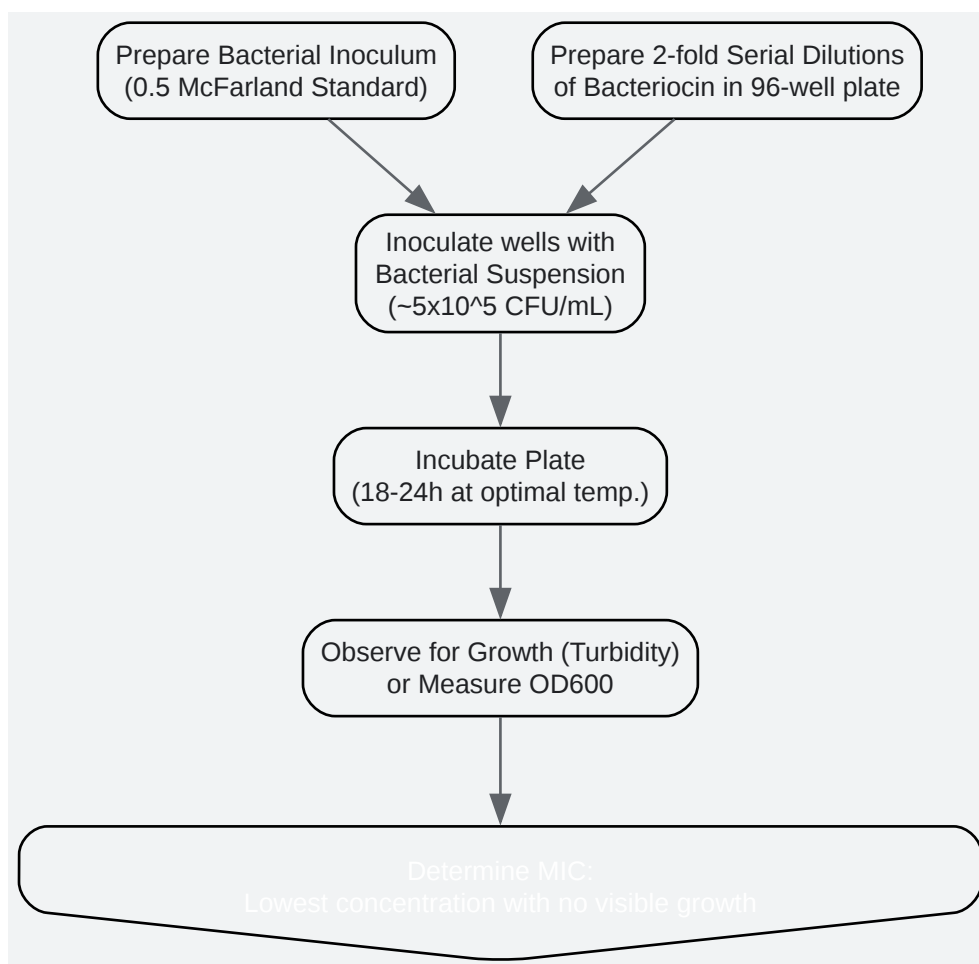 Prepare Bacterial Inoculum
(0.5 McFarland Standard)
Prepare 2-fold Serial Dilutions
of Bacteriocin in 96-well plate
Inoculate wells with
Bacterial Suspension
(~5x10^5 CFU/mL)
Incubate Plate
(18-24h at optimal temp.)
Observe for Growth (Turbidity)
or Measure OD600
Determine MIC:
Lowest concentration with no visible growth